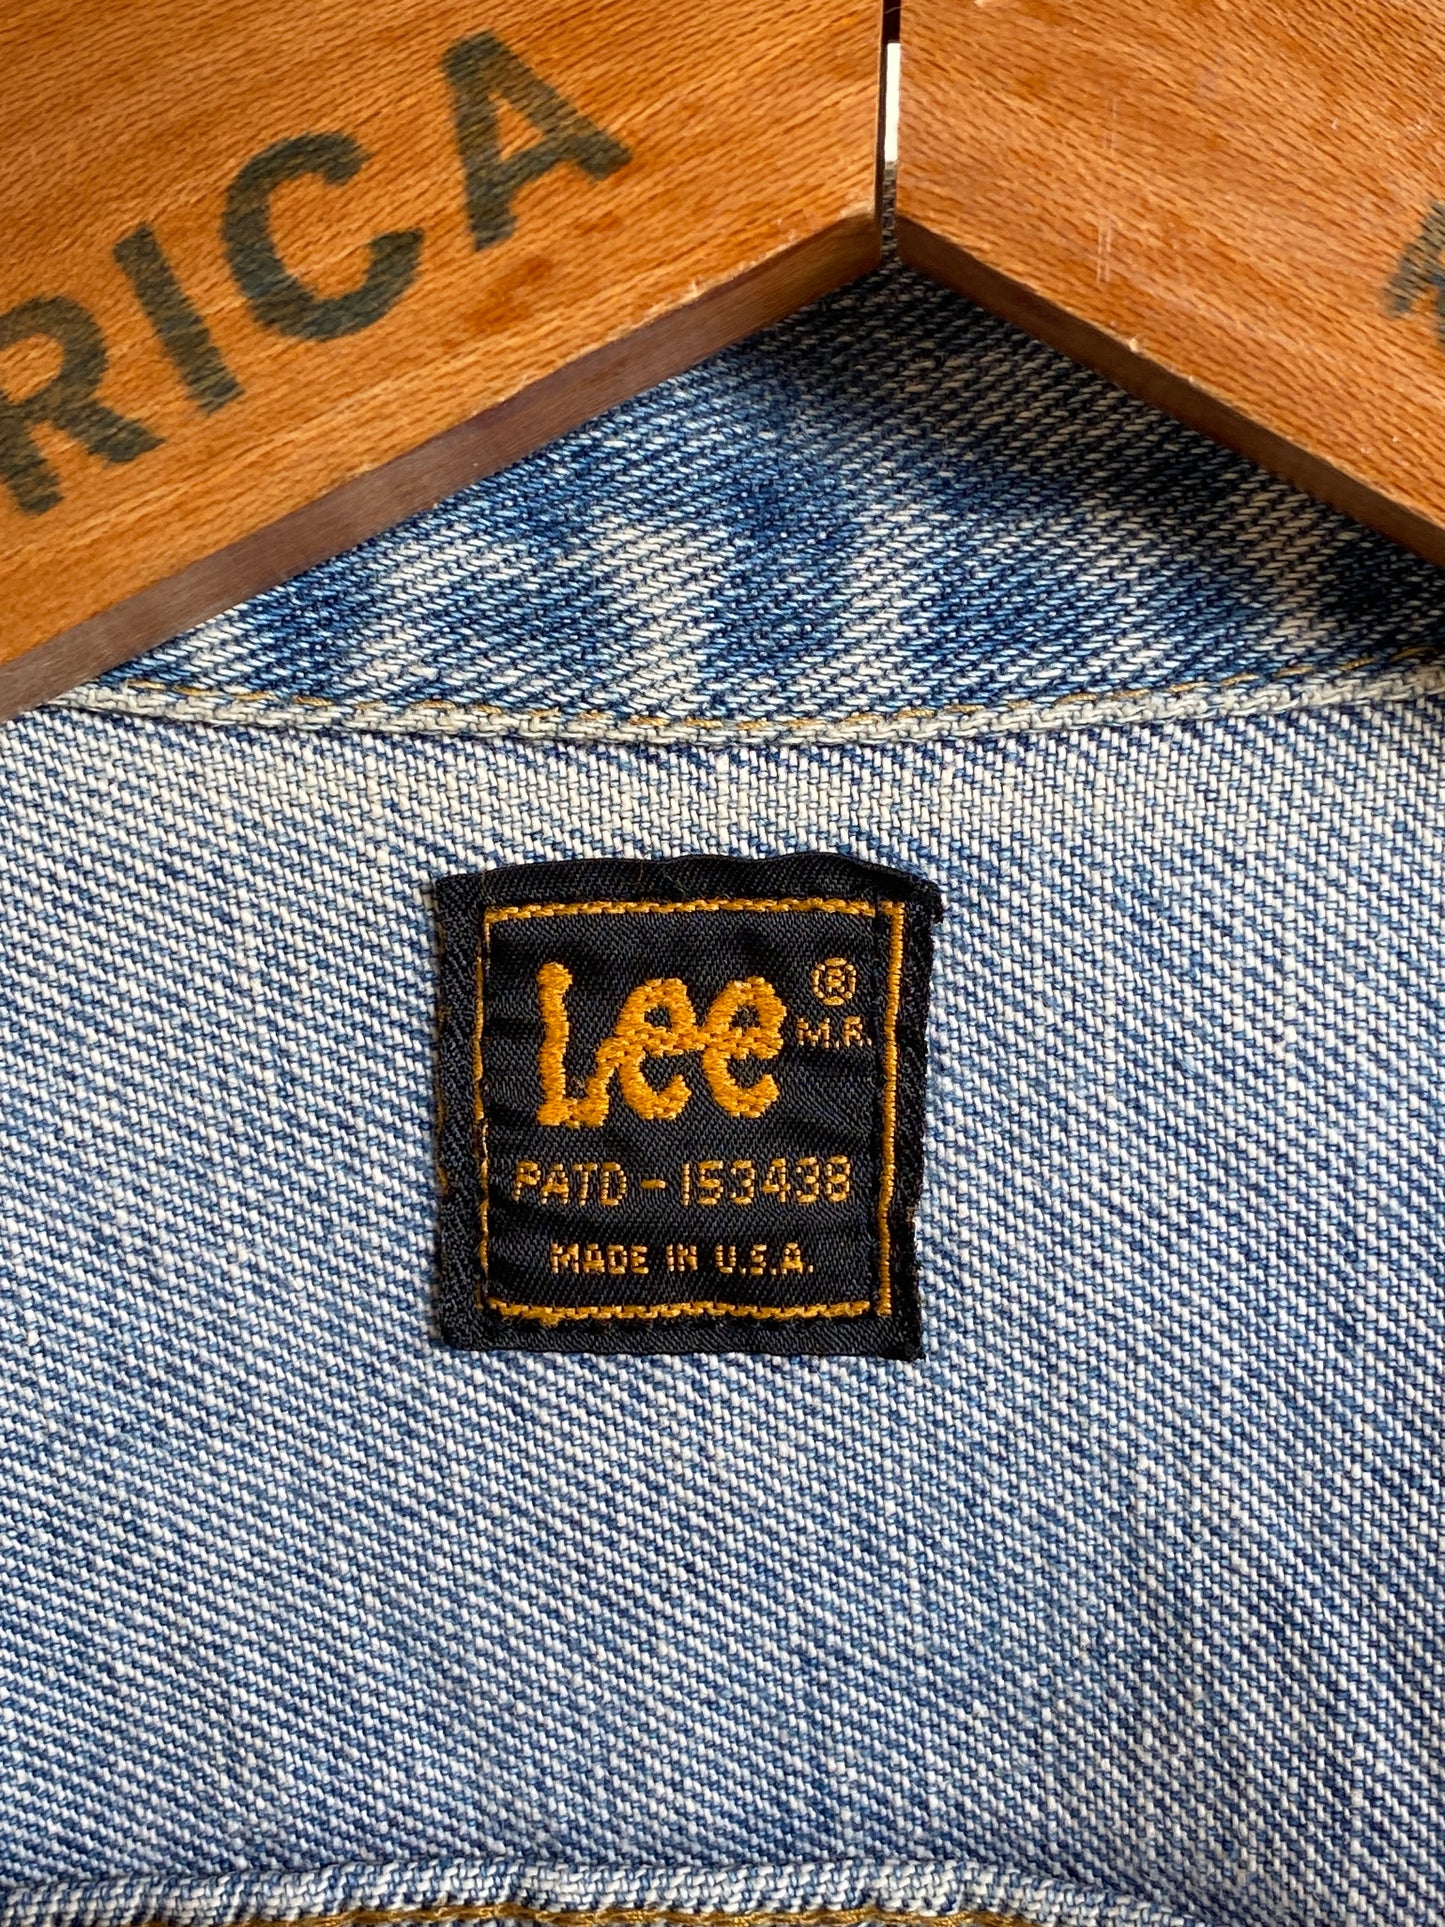 RICA
Lee ®
M.R.
PATD - 153438
MADE IN U.S.A.